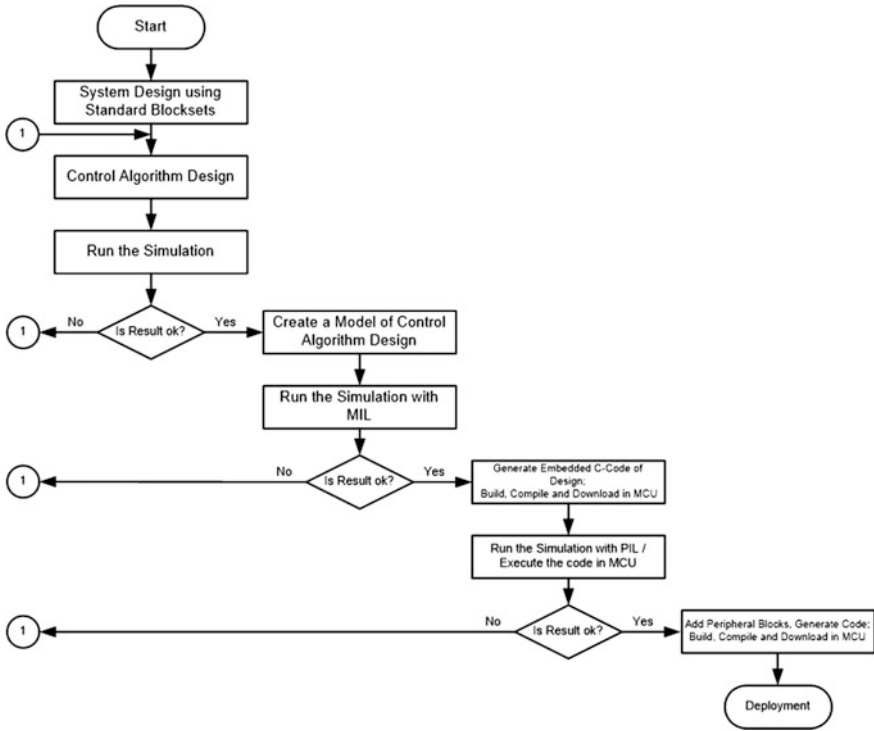 Start
System Design using
Standard Blocksets
1
Control Algorithm Design
Run the Simulation
1
No
Is Result ok?
Yes
Create a Model of Control
Algorithm Design
Run the Simulation with
MIL
1
No
Is Result ok?
Yes
Generate Embedded C-Code of
Design;
Build, Compile and Download in MCU
Run the Simulation with PIL /
Execute the code in MCU
1
No
Is Result ok?
Yes
Add Peripheral Blocks, Generate Code;
Build, Compile and Download in MCU
Deployment